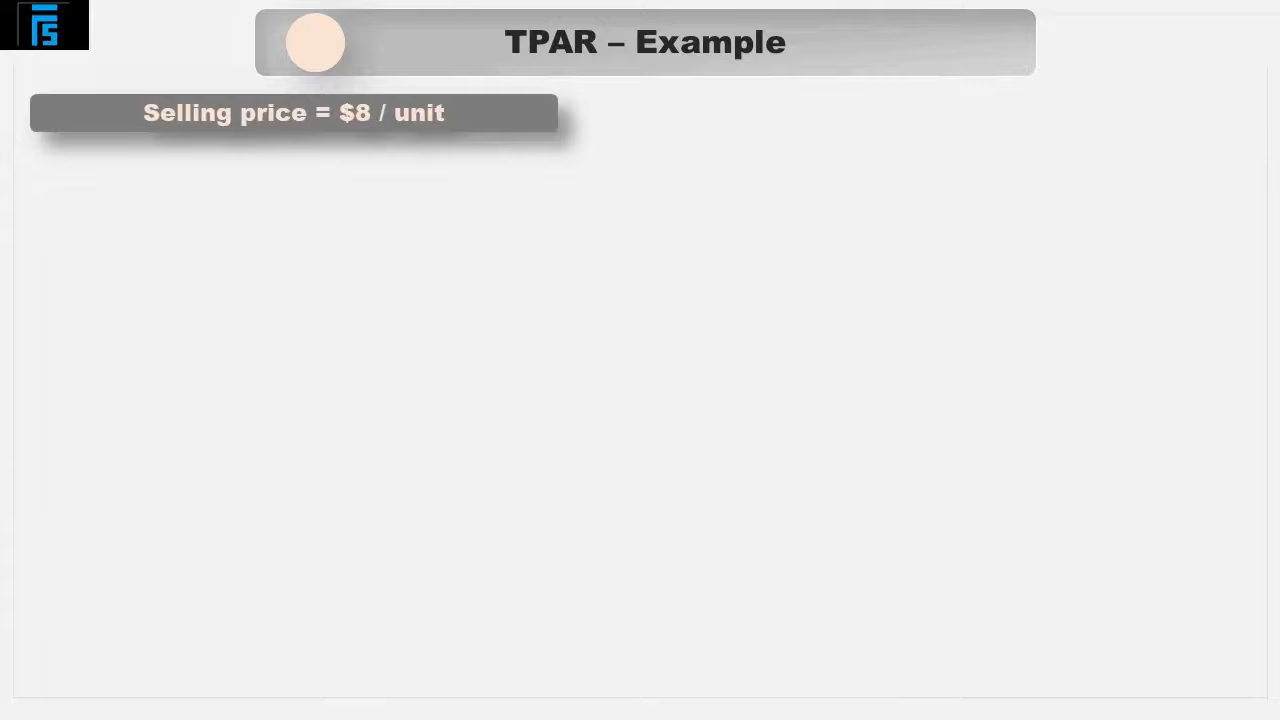 TPAR – Example
Selling price = $8 / unit